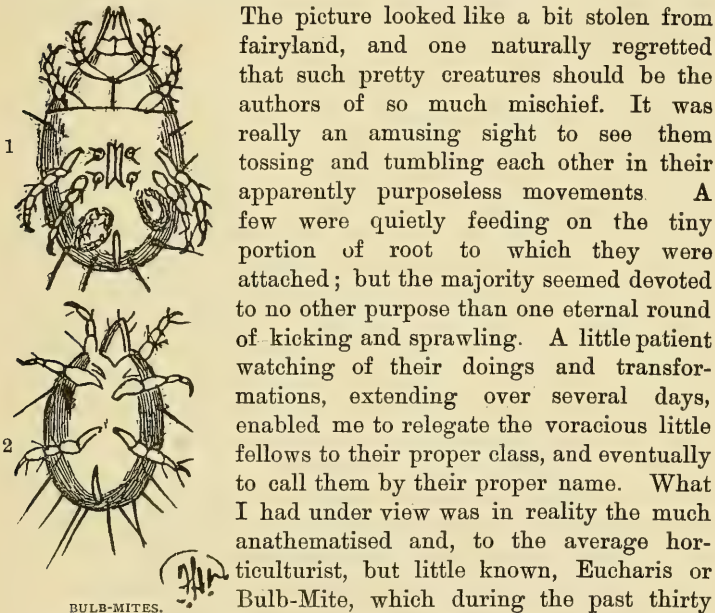 The picture looked like a bit stolen from
fairyland, and one naturally regretted
that such pretty creatures should be the
authors of so much mischief. It was
really an amusing sight to see them
tossing and tumbling each other in their
apparently purposeless movements. A
few were quietly feeding on the tiny
portion of root to which they were
attached; but the majority seemed devoted
to no other purpose than one eternal round
of kicking and sprawling. A little patient
watching of their doings and transfor-
mations, extending over several days,
enabled me to relegate the voracious little
fellows to their proper class, and eventually
to call them by their proper name. What
I had under view was in reality the much
anathematised and, to the average hor-
ticulturist, but little known, Eucharis or
Bulb-Mite, which during the past thirty
1
2
BULB-MITES.